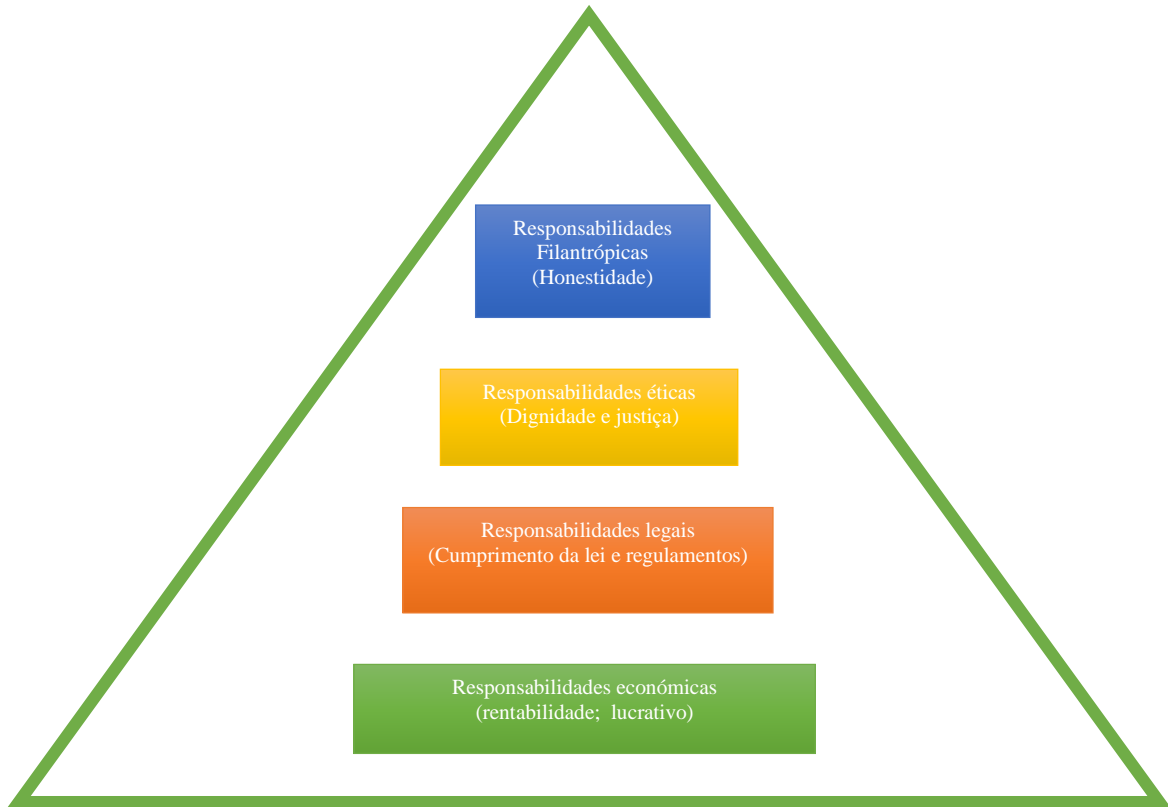 Responsabilidades
Filantrópicas
(Honestidade)
Responsabilidades éticas
(Dignidade e justiça)
Responsabilidades legais
(Cumprimento da lei e regulamentos)
Responsabilidades económicas
(rentabilidade;  lucrativo)